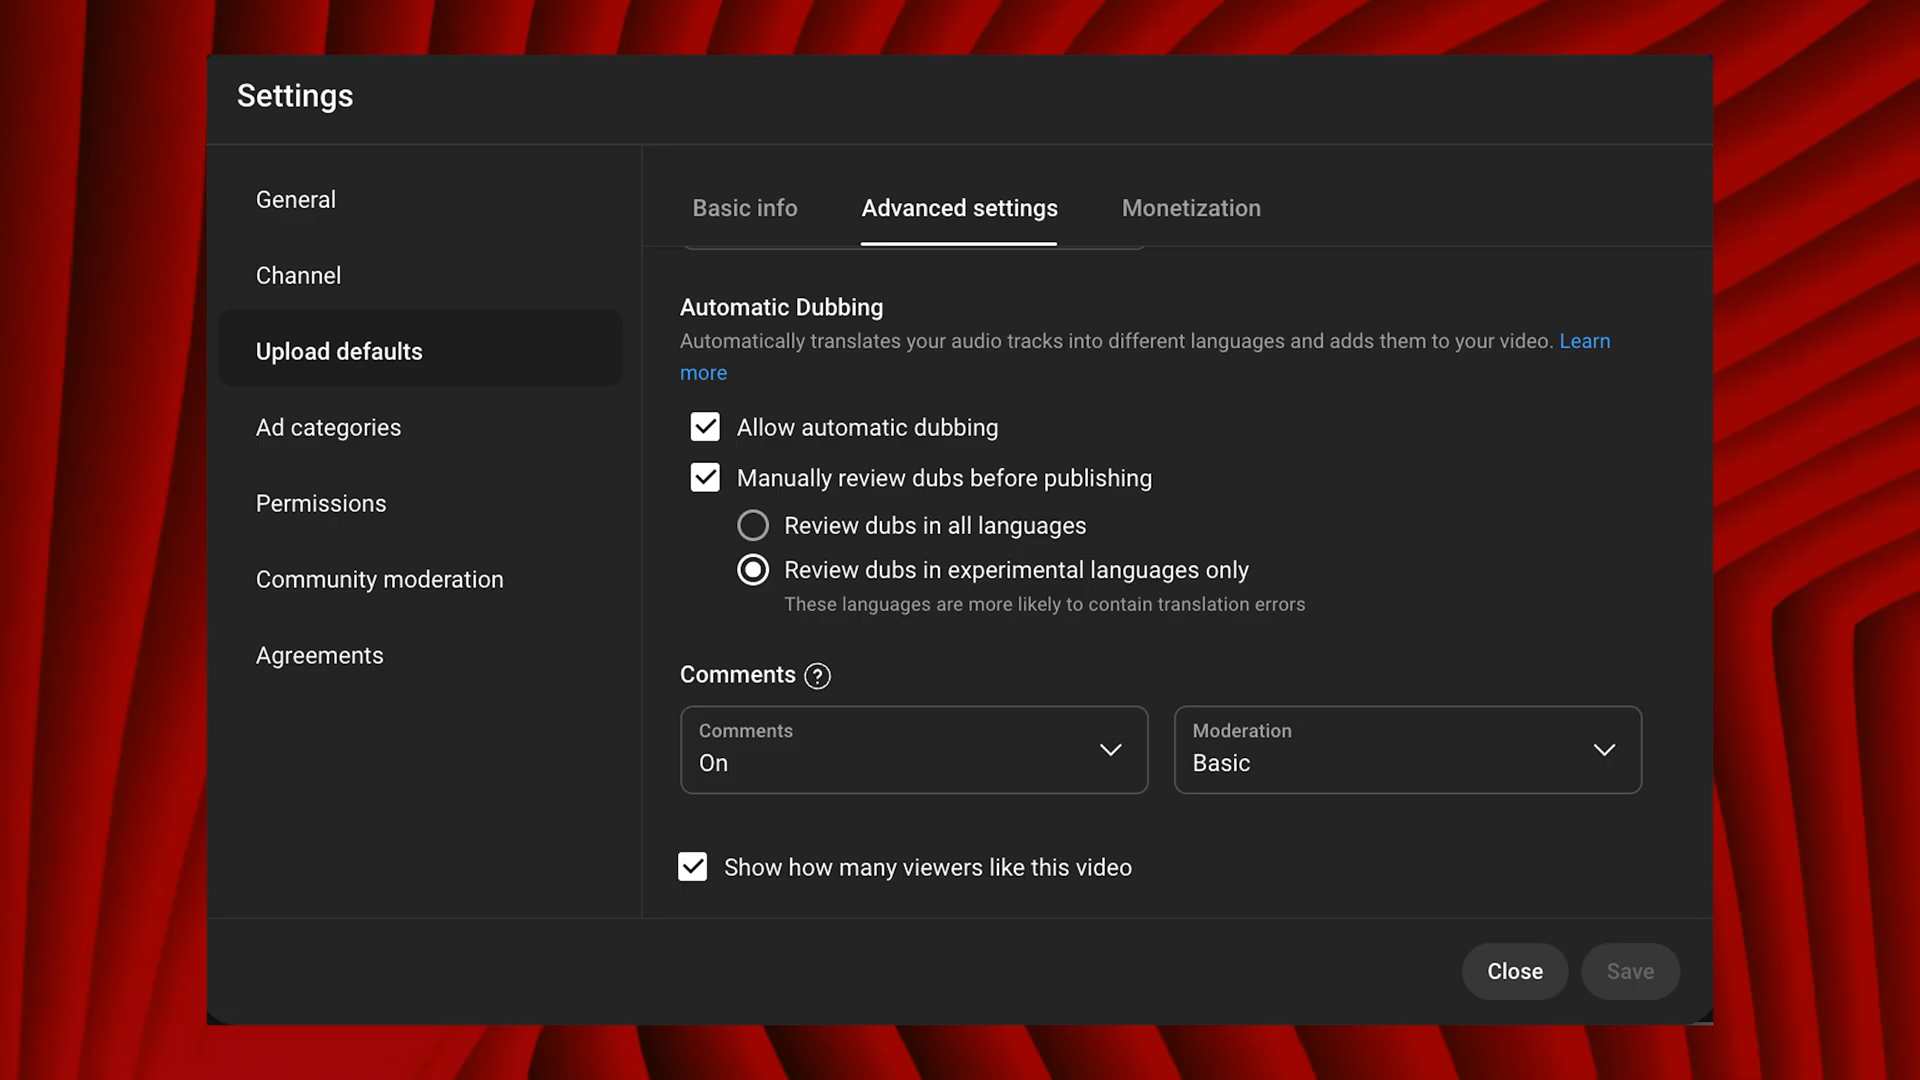 Settings
General
Channel
Upload defaults
Ad categories
Permissions
Community moderation
Agreements
Basic info
Advanced settings
Monetization
Automatic Dubbing
Automatically translates your audio tracks into different languages and adds them to your video. Learn
more
Allow automatic dubbing
Manually review dubs before publishing
Review dubs in all languages
Review dubs in experimental languages only
These languages are more likely to contain translation errors
Comments ?
Comments
On
Moderation
Basic
Show how many viewers like this video
Close
Save